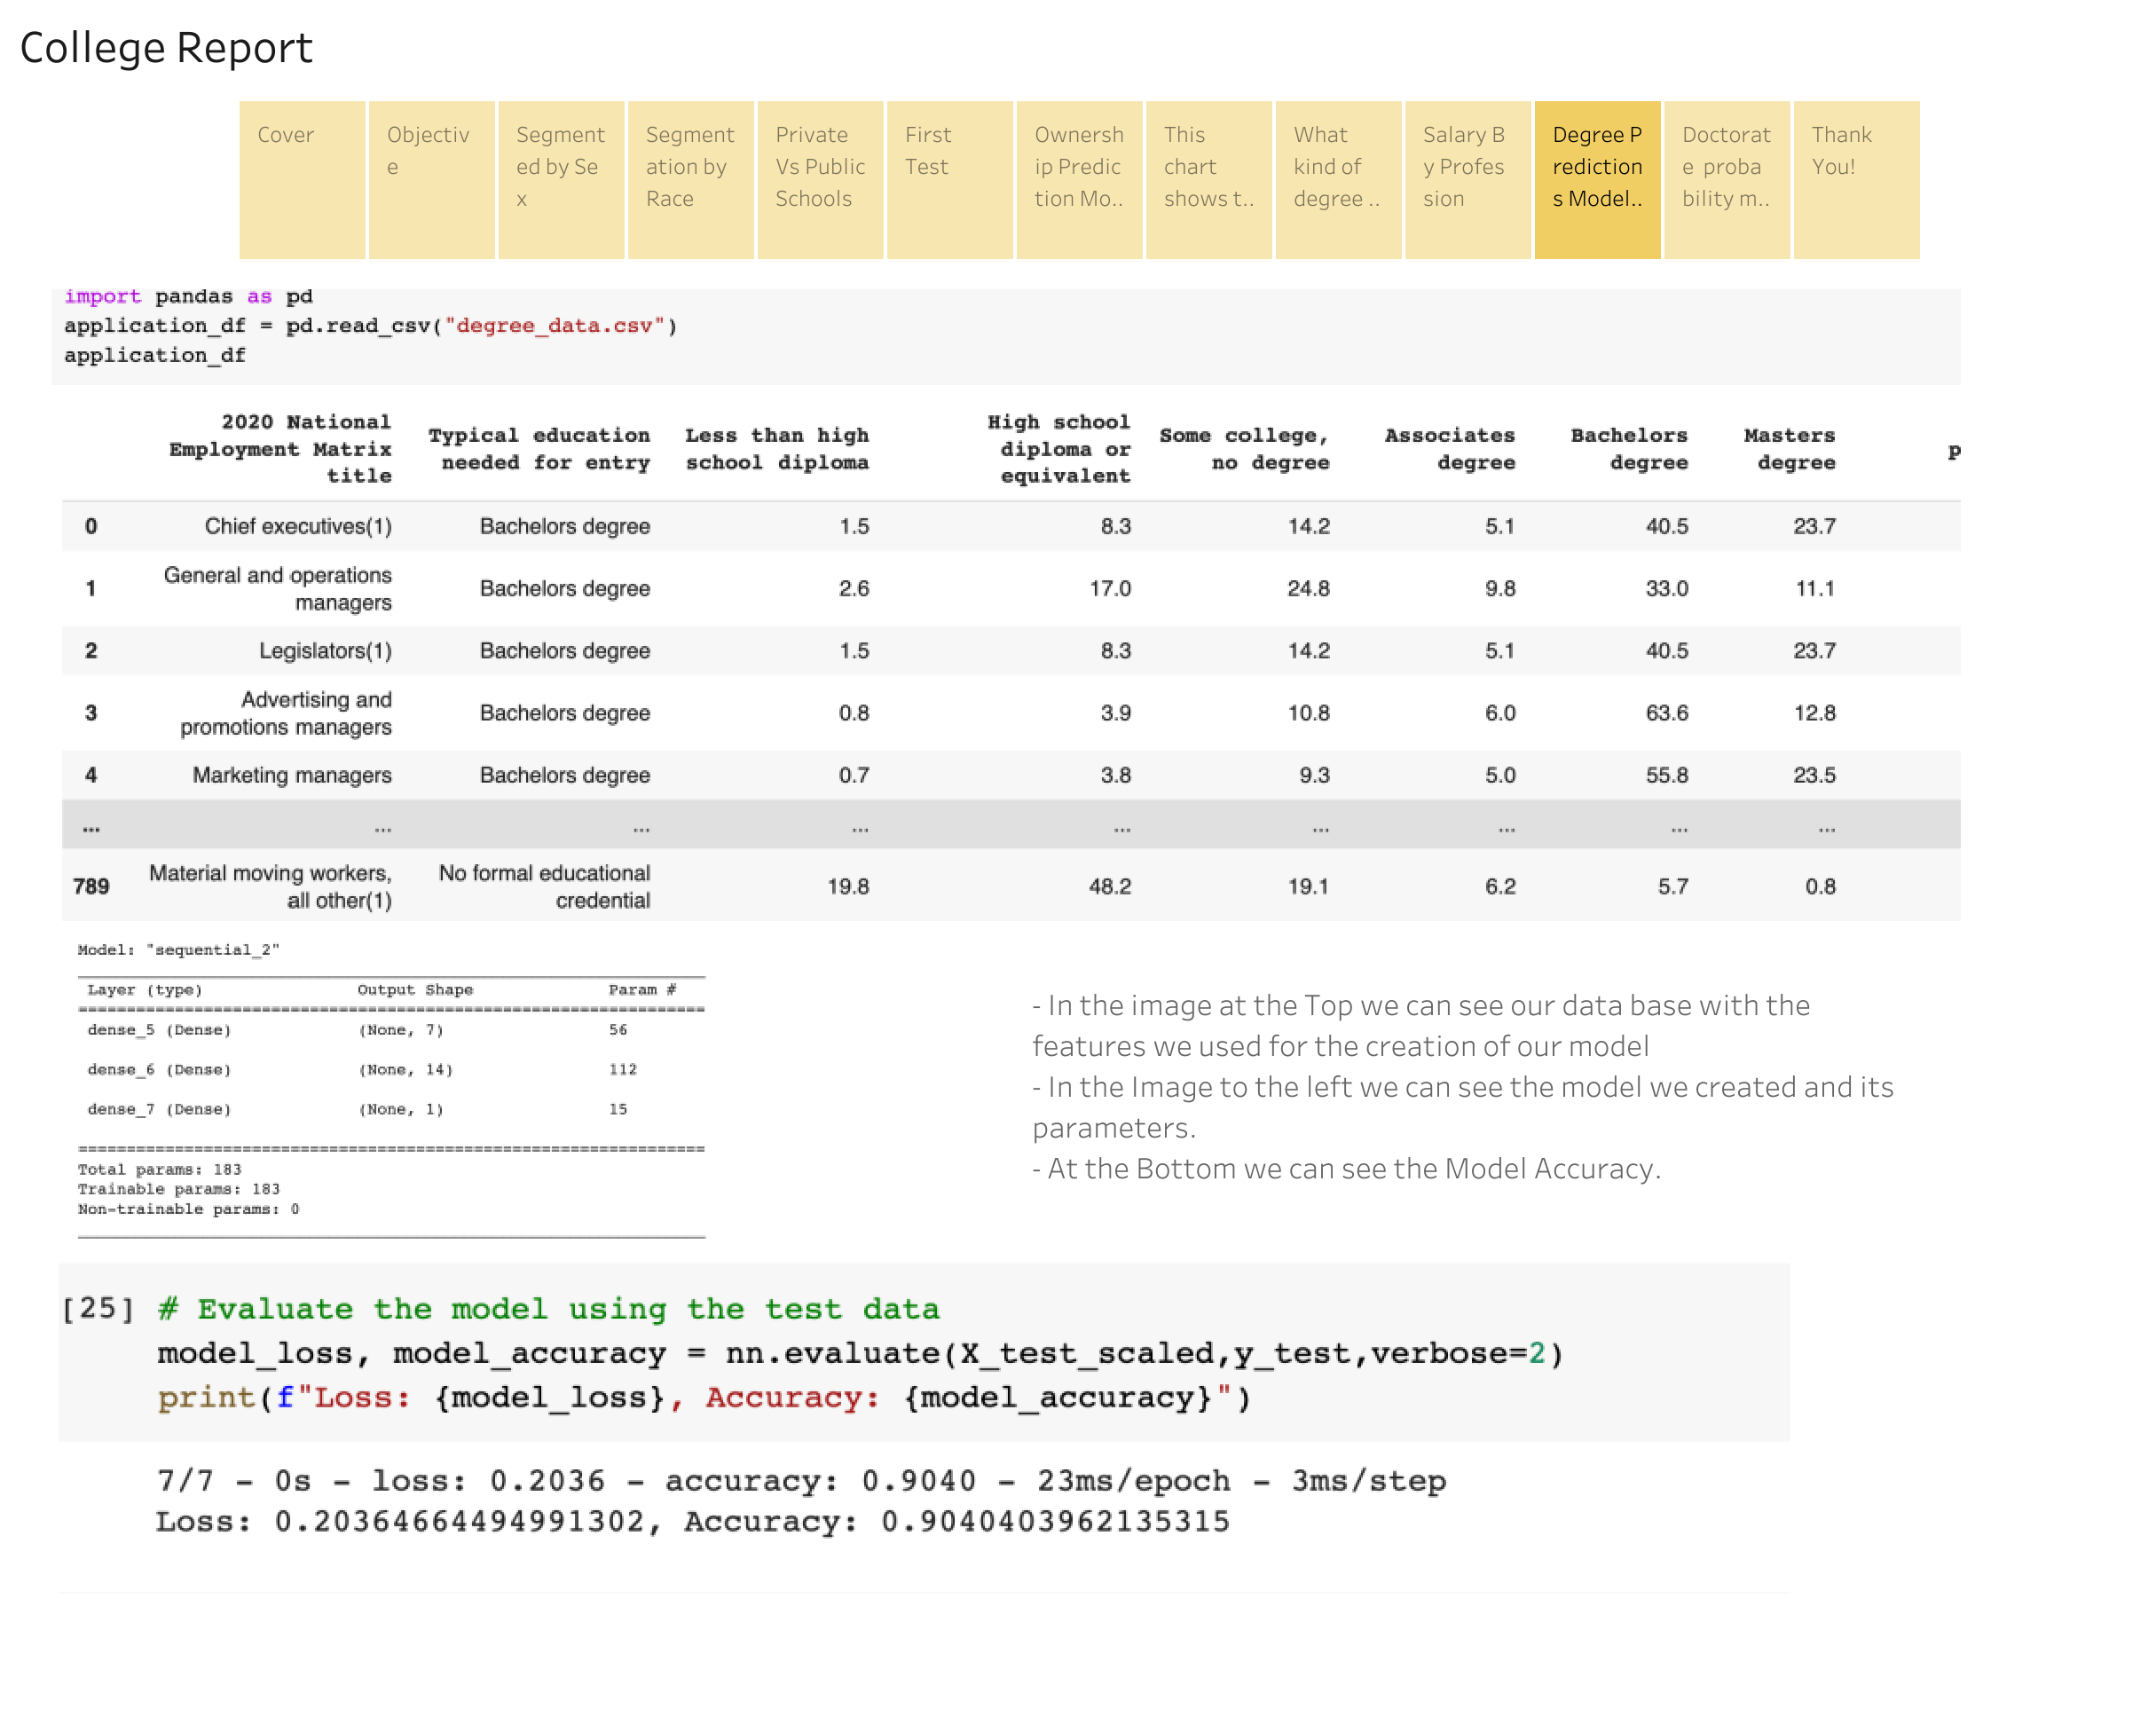 College Report
Cover
Objectiv
e
Segment
ed by Se
x
Segment
ation by
Race
Private
Vs Public
Schools
First
Test
Ownersh
ip Predic
tion Mo..
This
chart
shows t..
What
kind of
degree ..
Salary B
y Profes
sion
Degree P
rediction
s Model..
Doctorat
e proba
bility m..
Thank
You!
import pandas as pd
application_df = pd.read_csv("degree_data.csv")
application_df
2020 National
Employment Matrix
title
Typical education
needed for entry
Less than high
school diploma
High school
diploma or
equivalent
Some college,
no degree
Associates
degree
Bachelors
degree
Masters
degree
p
0 Chief executives(1) Bachelors degree 1.5 8.3 14.2 5.1 40.5 23.7
1 General and operations
managers Bachelors degree 2.6 17.0 24.8 9.8 33.0 11.1
2 Legislators(1) Bachelors degree 1.5 8.3 14.2 5.1 40.5 23.7
3 Advertising and
promotions managers Bachelors degree 0.8 3.9 10.8 6.0 63.6 12.8
4 Marketing managers Bachelors degree 0.7 3.8 9.3 5.0 55.8 23.5
... ... ... ... ... ... ... ... ...
789 Material moving workers,
all other(1) No formal educational
credential 19.8 48.2 19.1 6.2 5.7 0.8
Model: "sequential_2"
Layer (type) Output Shape Param #
dense_5 (Dense) (None, 7) 56
dense_6 (Dense) (None, 14) 112
dense_7 (Dense) (None, 1) 15
Total params: 183
Trainable params: 183
Non-trainable params: 0
- In the image at the Top we can see our data base with the
features we used for the creation of our model
- In the Image to the left we can see the model we created and its
parameters.
- At the Bottom we can see the Model Accuracy.
[25] # Evaluate the model using the test data
model_loss, model_accuracy = nn.evaluate(X_test_scaled,y_test,verbose=2)
print(f"Loss: {model_loss}, Accuracy: {model_accuracy}")
7/7 - 0s - loss: 0.2036 - accuracy: 0.9040 - 23ms/epoch - 3ms/step
Loss: 0.20364664494991302, Accuracy: 0.9040403962135315